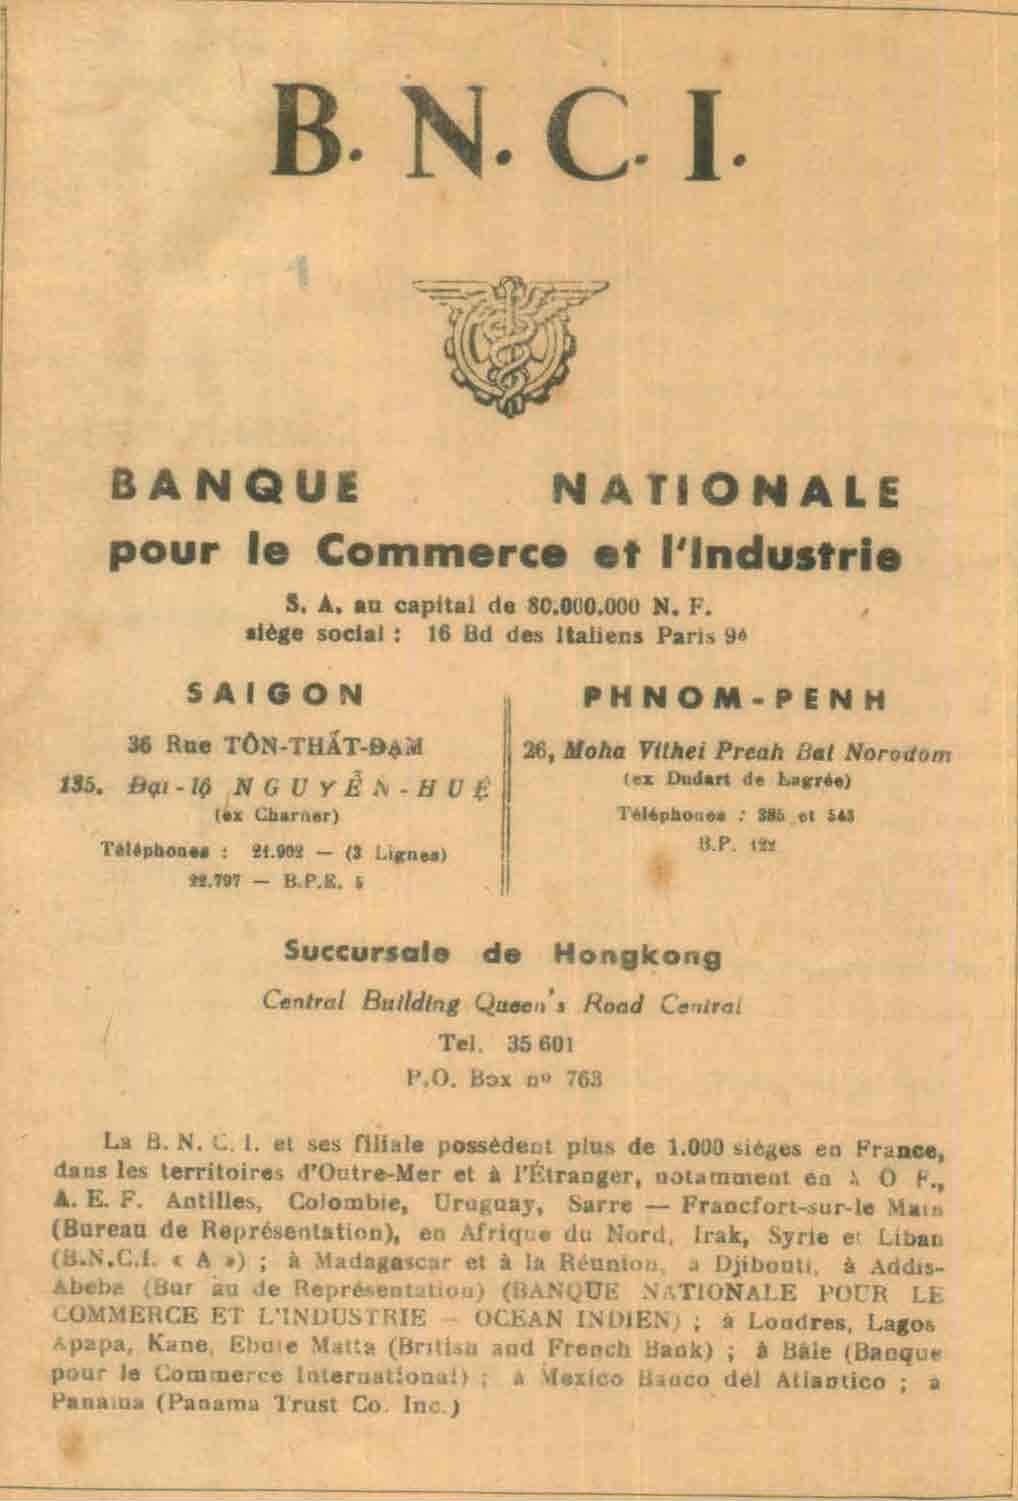 B. N. C. I.
BANQUE NATIONALE
pour le Commerce et l'Industrie
S. A. au capital de 80.000.000 N. F.
siège social : 16 Bd des Italiens Paris 9è
SAIGON
36 Rue TÔN-THẤT-ĐẠM
135. Đại-lộ NGUYỄN-HUỆ
(ex Charner)
Téléphones : 21.902 — (3 Lignes)
22.797 — B.P.E. 5
PHNOM-PENH
26, Moha Vithei Preah Bat Norodom
(ex Dudart de Lagrée)
Téléphones : 385 et 543
B.P. 122
Succursale de Hongkong
Central Building Queen's Road Central
Tel. 35 601
P.O. Box nº 763
La B. N. C. I. et ses filiale possèdent plus de 1.000 sièges en France,
dans les territoires d'Outre-Mer et à l'Étranger, notamment en A O F.,
A. E. F. Antilles, Colombie, Uruguay, Sarre — Francfort-sur-le Main
(Bureau de Représentation), en Afrique du Nord, Irak, Syrie et Liban
(B.N.C.I. « A ») ; à Madagascar et à la Réunion, à Djibouti, à Addis-
Abeba (Bur au de Représentation) (BANQUE NATIONALE POUR LE
COMMERCE ET L'INDUSTRIE — OCEAN INDIEN) ; à Londres, Lagos
Apapa, Kane, Ebute Matta (British and French Bank) ; à Bâle (Banque
pour le Commerce International) ; à Mexico Banco del Atlantico ; a
Panama (Panama Trust Co. Inc.)